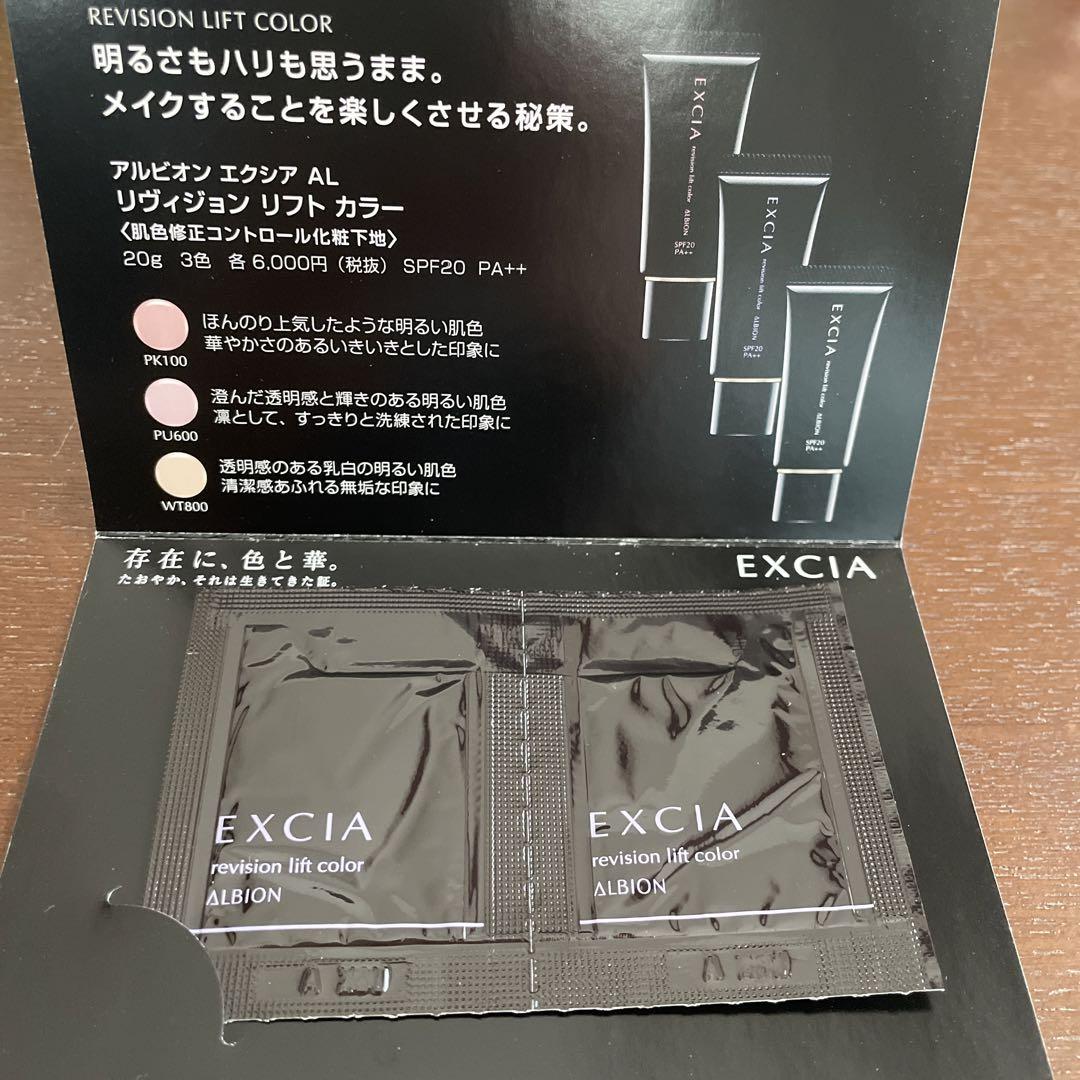 REVISION LIFT COLOR
明るさもハリも思うまま。
メイクすることを楽しくさせる秘策。
アルビオン エクシア AL
リヴィジョン リフト カラー
〈肌色修正コントロール化粧下地〉
20g 3色 各6,000円（税抜） SPF20 PA++
PK100
ほんのり上気したような明るい肌色
華やかさのあるいきいきとした印象に
PU600
澄んだ透明感と輝きのある明るい肌色
凛として、すっきりと洗練された印象に
WT800
透明感のある乳白の明るい肌色
清潔感あふれる無垢な印象に
EXCIA
revision lift color
ALBION
SPF20
PA++
EXCIA
revision lift color
ALBION
SPF20
PA++
EXCIA
revision lift color
ALBION
SPF20
PA++
存在に、色と華。
たおやか、それは生きてきた証。
EXCIA
EXCIA
revision lift color
ALBION
EXCIA
revision lift color
ALBION